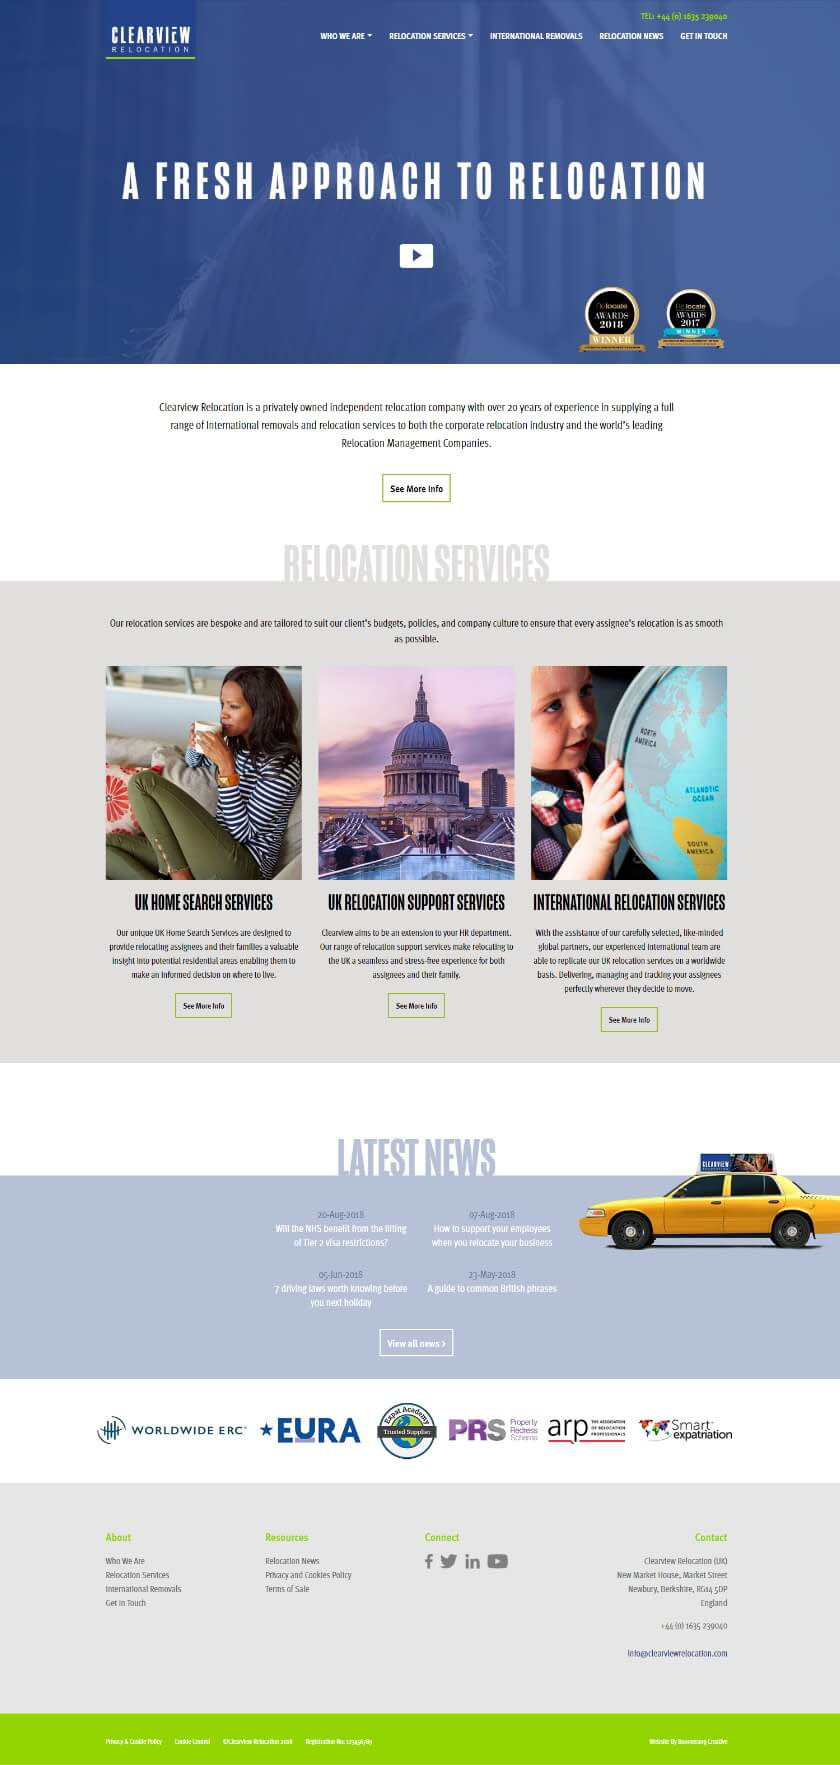 TEL: +44 (0) 1635 239040
CLEARVIEW
RELOCATION
WHO WE ARE
RELOCATION SERVICES
INTERNATIONAL REMOVALS
RELOCATION NEWS
GET IN TOUCH
A FRESH APPROACH TO RELOCATION
Relocate
AWARDS
2018
WINNER
Relocate
AWARDS
2017
WINNER
Clearview Relocation is a privately owned independent relocation company with over 20 years of experience in supplying a full
range of International removals and relocation services to both the corporate relocation industry and the world's leading
Relocation Management Companies.
See More Info
RELOCATION SERVICES
Our relocation services are bespoke and are tailored to suit our client's budgets, policies, and company culture to ensure that every assignee's relocation is as smooth
as possible.
NORTH
AMERICA
ATLANTIC
OCEAN
SOUTH
AMERICA
UK HOME SEARCH SERVICES
Our unique UK Home Search Services are designed to
provide relocating assignees and their families a valuable
insight into potential residential areas enabling them to
make an informed decision on where to live.
See More Info
UK RELOCATION SUPPORT SERVICES
Clearview aims to be an extension to your HR department.
Our range of relocation support services make relocating to
the UK a seamless and stress-free experience for both
assignees and their family.
See More Info
INTERNATIONAL RELOCATION SERVICES
With the assistance of our carefully selected, like-minded
global partners, our experienced international team are
able to replicate our UK relocation services on a worldwide
basis. Delivering, managing and tracking your assignees
perfectly wherever they decide to move.
See More Info
LATEST NEWS
CLEARVIEW
20-Aug-2018
Will the NHS benefit from the lifting
of Tier 2 visa restrictions?
07-Aug-2018
How to support your employees
when you relocate your business
05-Jun-2018
7 driving laws worth knowing before
you next holiday
23-May-2018
A guide to common British phrases
View all news >
WORLDWIDE ERC
EURA
Expat Academy
Trusted Supplier
PRS Property
Redress
Scheme
arp THE ASSOCIATION
OF RELOCATION
PROFESSIONALS
Smart
expatriation
About
Who We Are
Relocation Services
International Removals
Get In Touch
Resources
Relocation News
Privacy and Cookies Policy
Terms of Sale
Connect
Contact
Clearview Relocation (UK)
New Market House, Market Street
Newbury, Berkshire, RG14 5DP
England
+44 (0) 1635 239040
info@clearviewrelocation.com
Privacy & Cookie Policy
Cookie Control
©Clearview Relocation 2018
Registration No: 123456789
Website By Boomerang Creative